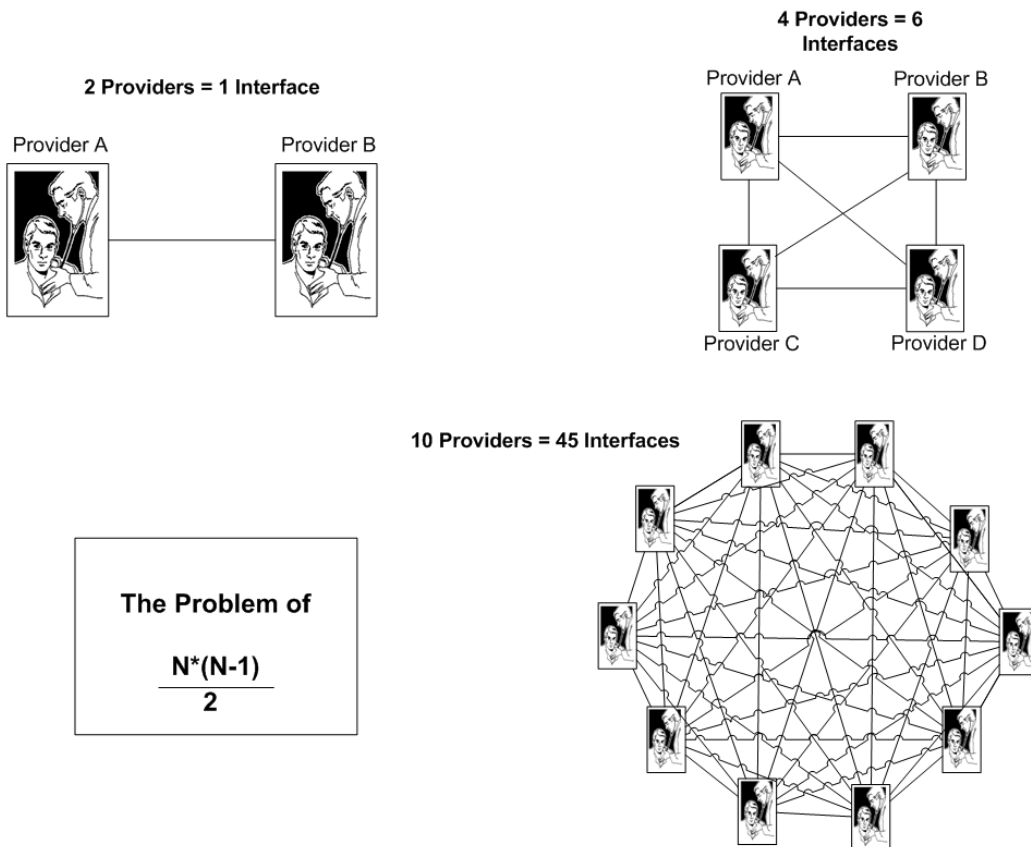 2 Providers = 1 Interface
Provider A
Provider B
4 Providers = 6
Interfaces
Provider A
Provider B
Provider C
Provider D
10 Providers = 45 Interfaces
The Problem of
N*(N-1)
2